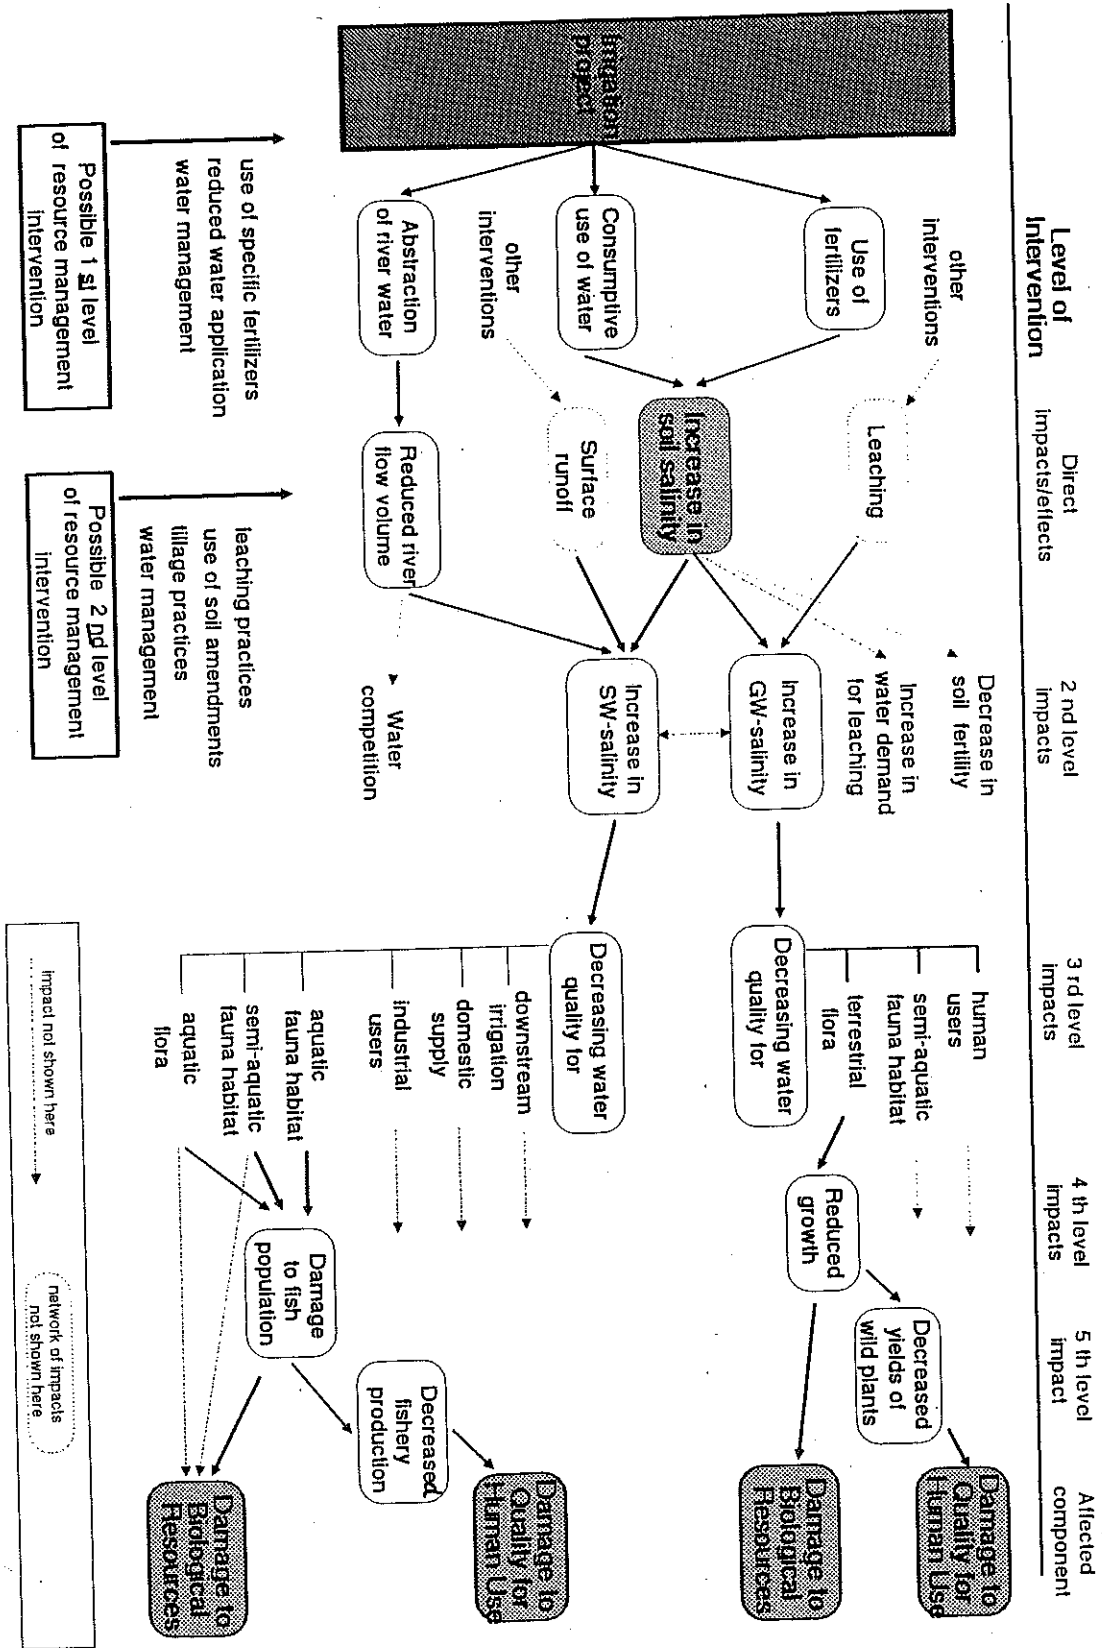 Level of
Intervention
Direct
impacts/effects
2 nd level
impacts
3 rd level
impacts
4 th level
impacts
5 th level
impact
Affected
component
Irrigation
project
other
interventions
Use of
fertilizers
Consumptive
use of water
other
interventions
Abstraction
of river water
Leaching
Increase in
soil salinity
Surface
runoff
Reduced river
flow volume
Decrease in
soil fertility
Increase in
water demand
for leaching
Increase in
GW-salinity
Increase in
SW-salinity
Water
competition
human
users
semi-aquatic
fauna habitat
terrestrial
flora
Decreasing water
quality for
Decreasing water
quality for
downstream
irrigation
domestic
supply
industrial
users
aquatic
fauna habitat
semi-aquatic
fauna habitat
aquatic
flora
Reduced
growth
Damage
to fish
population
Decreased
yields of
wild plants
Decreased
fishery
production
Damage to
Quality for
Human Use
Damage to
Biological
Resources
Damage to
Quality for
Human Use
Damage to
Biological
Resources
use of specific fertilizers
reduced water application
water management
Possible 1 st level
of resource management
intervention
leaching practices
use of soil amendments
tillage practices
water management
Possible 2 nd level
of resource management
intervention
impact not shown here
network of impacts
not shown here